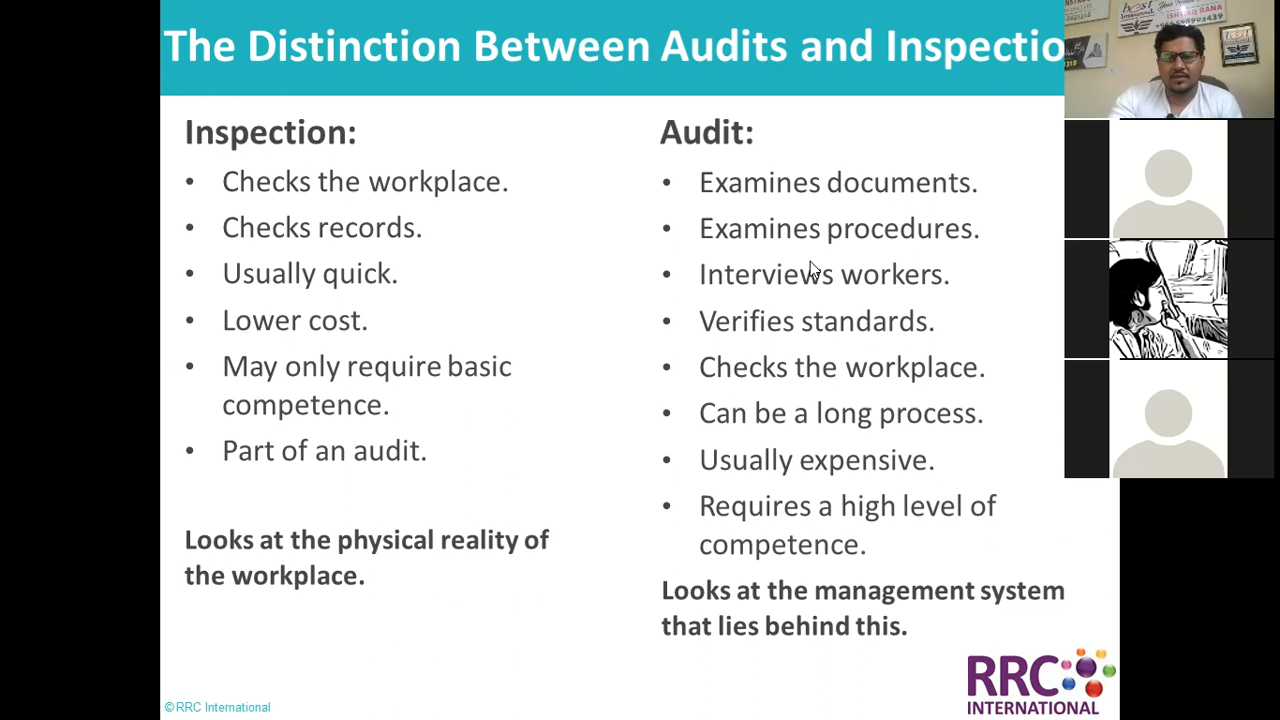 The Distinction Between Audits and Inspectio
Inspection:
• Checks the workplace.
• Checks records.
• Usually quick.
• Lower cost.
• May only require basic
competence.
• Part of an audit.
Looks at the physical reality of
the workplace.
Audit:
• Examines documents.
• Examines procedures.
• Interviews workers.
• Verifies standards.
• Checks the workplace.
• Can be a long process.
• Usually expensive.
• Requires a high level of
competence.
Looks at the management system
that lies behind this.
RRC
INTERNATIONAL
© RRC International
best
INTERNATIONAL